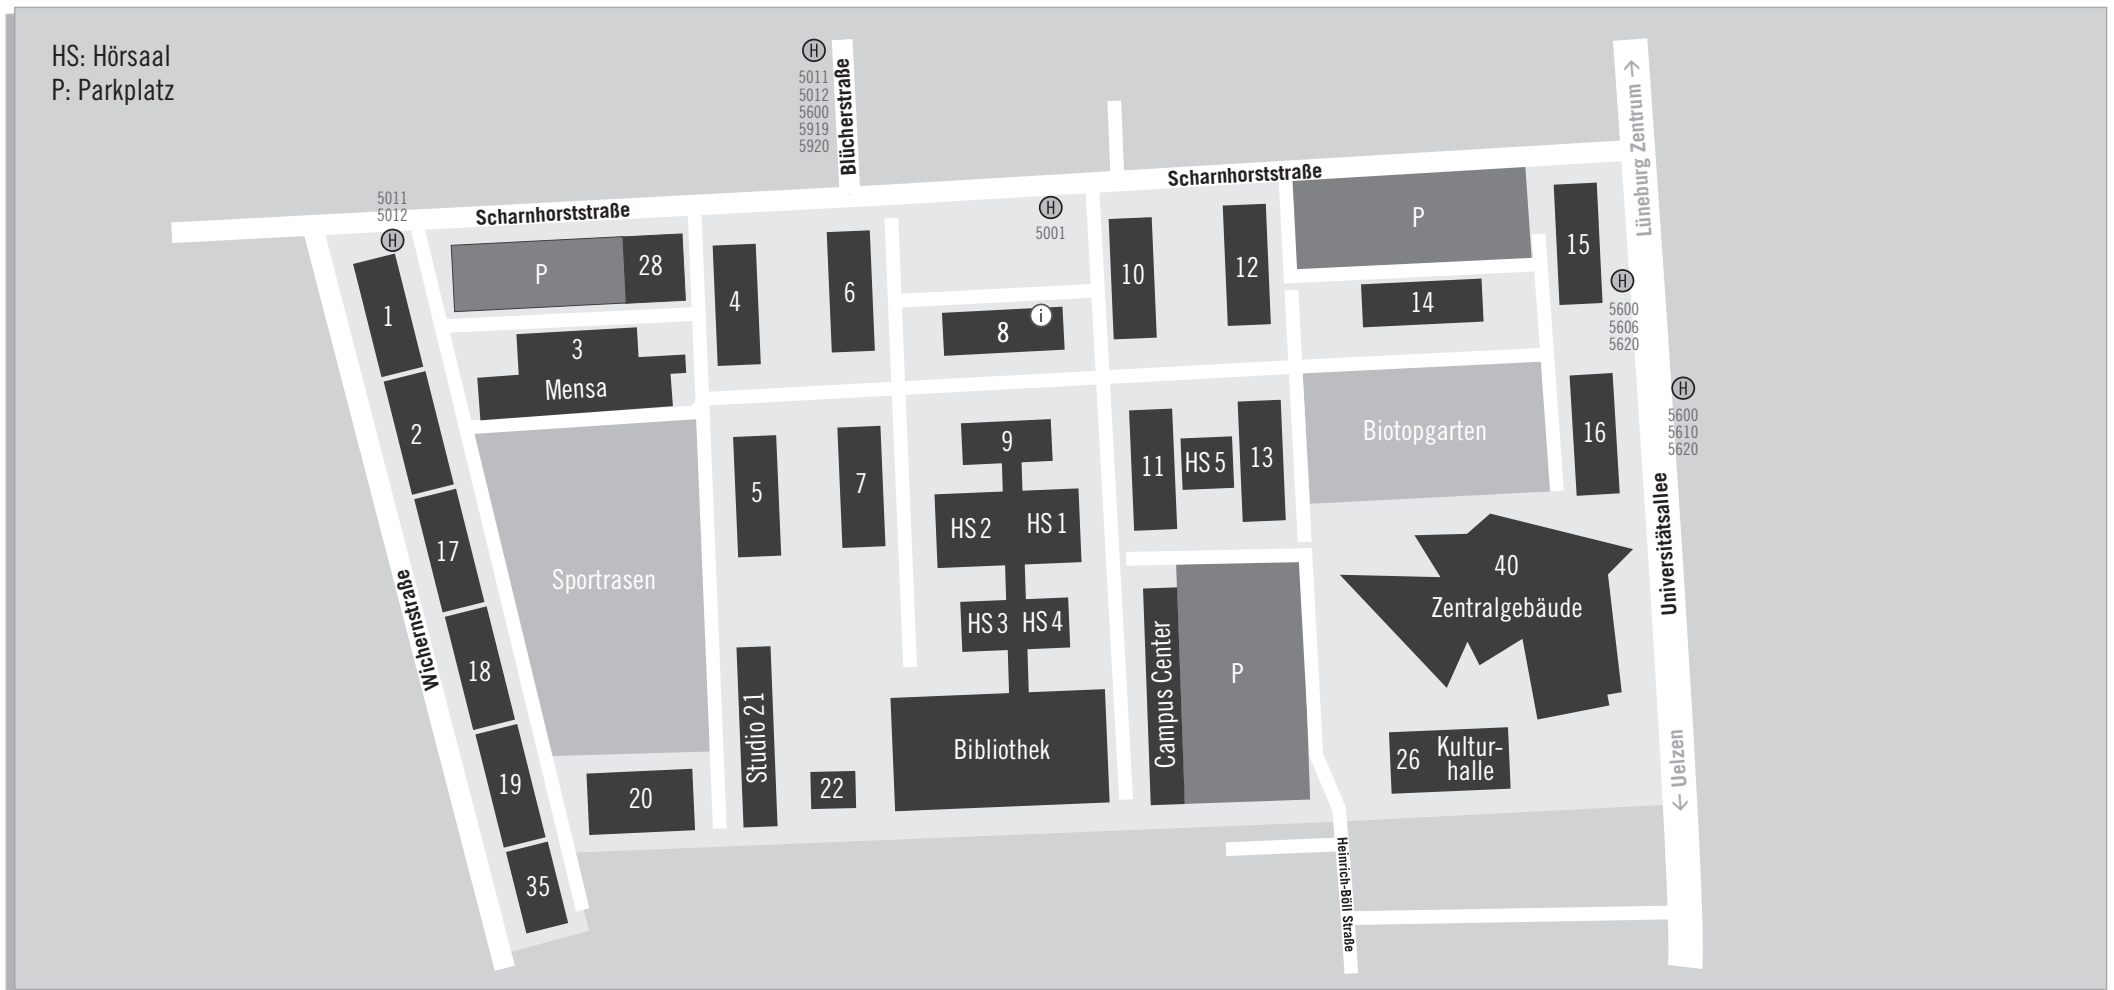 HS: Hörsaal
P: Parkplatz
H
5011
5012
5600
5919
5920
Blücherstraße
Lüneburg Zentrum →
5011
5012
H
Scharnhorststraße
Scharnhorststraße
H
5001
P
28
4
6
8
i
10
12
P
14
15
H
5600
5606
5620
H
5600
5610
5620
1
2
17
18
19
35
3
Mensa
Sportrasen
20
5
7
9
HS 2
HS 1
HS 3
HS 4
11
HS 5
13
Biotopgarten
16
Wichernstraße
Studio 21
22
Bibliothek
Campus Center
P
40
Zentralgebäude
26
Kultur-
halle
Universitätsallee
← Uelzen
Heinrich-Böll Straße